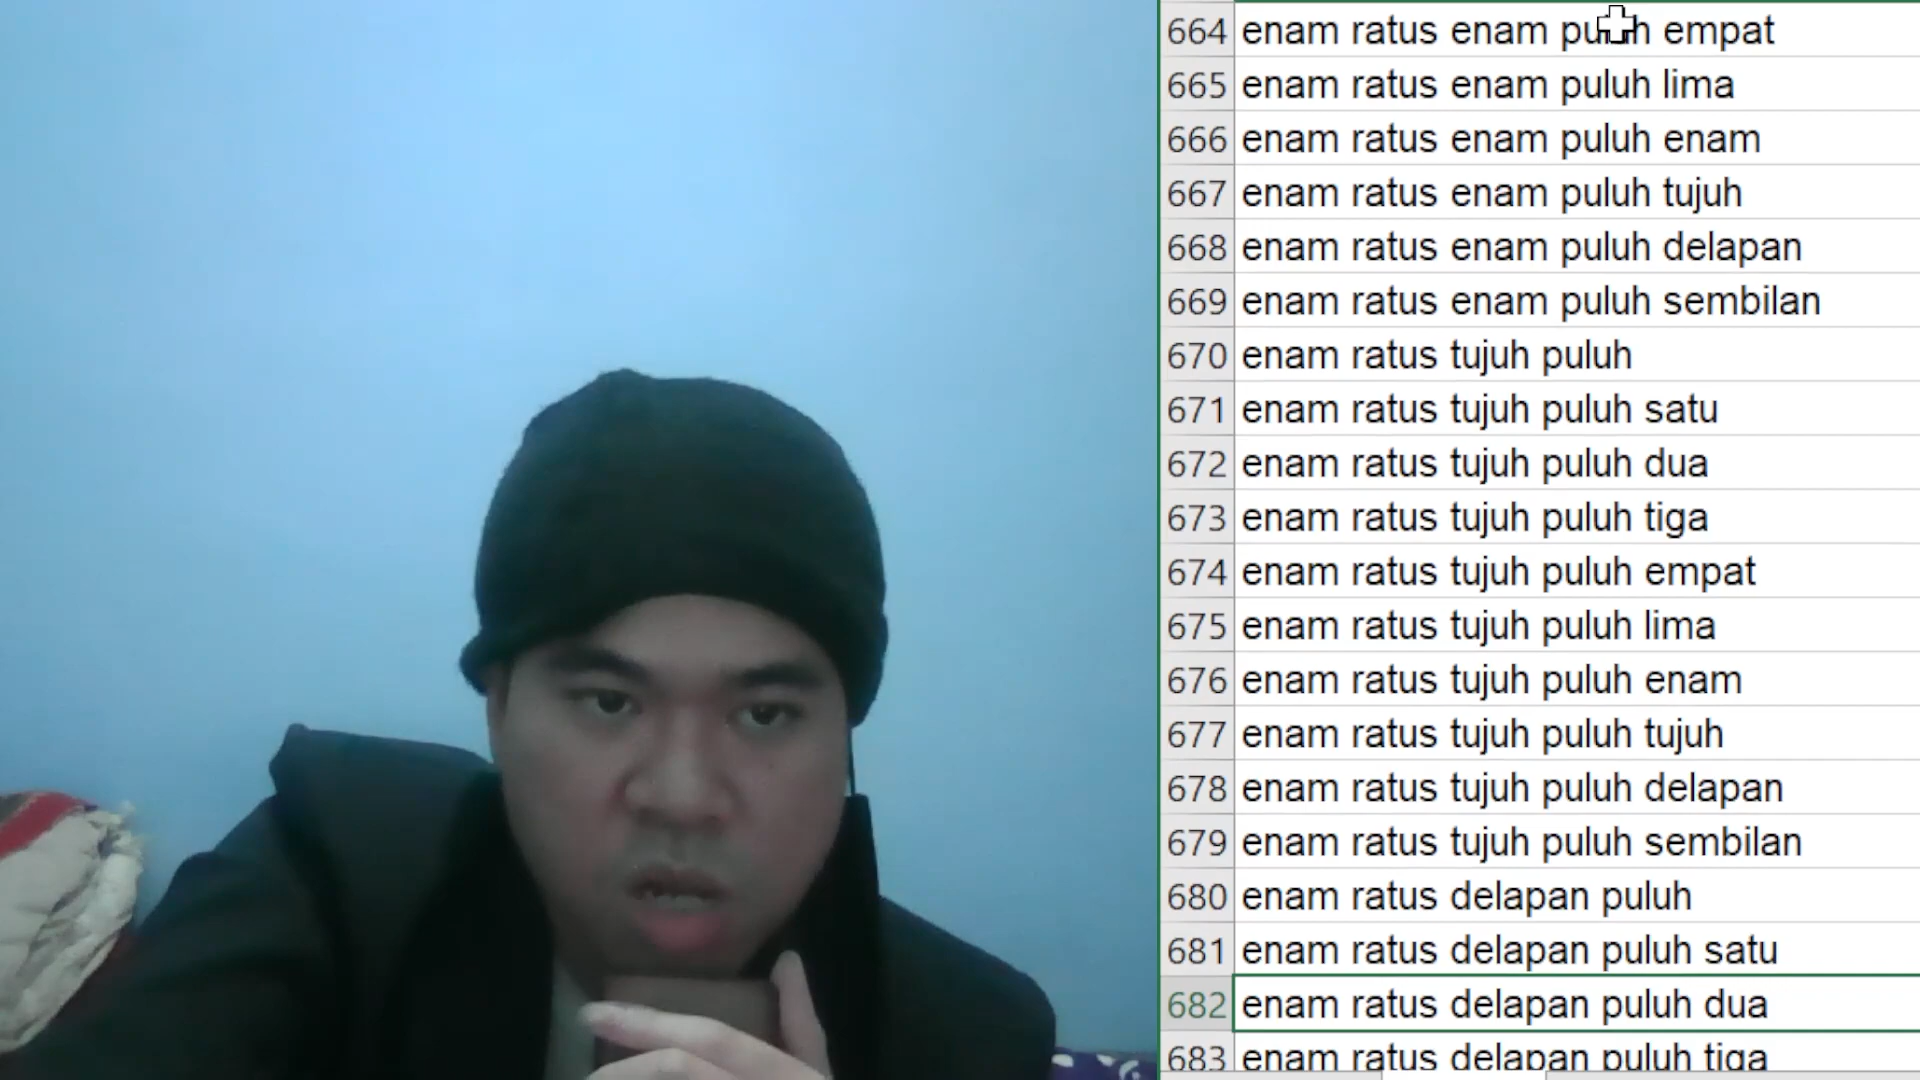 664 enam ratus enam puluh empat
665 enam ratus enam puluh lima
666 enam ratus enam puluh enam
667 enam ratus enam puluh tujuh
668 enam ratus enam puluh delapan
669 enam ratus enam puluh sembilan
670 enam ratus tujuh puluh
671 enam ratus tujuh puluh satu
672 enam ratus tujuh puluh dua
673 enam ratus tujuh puluh tiga
674 enam ratus tujuh puluh empat
675 enam ratus tujuh puluh lima
676 enam ratus tujuh puluh enam
677 enam ratus tujuh puluh tujuh
678 enam ratus tujuh puluh delapan
679 enam ratus tujuh puluh sembilan
680 enam ratus delapan puluh
681 enam ratus delapan puluh satu
682 enam ratus delapan puluh dua
683 enam ratus delapan puluh tiga